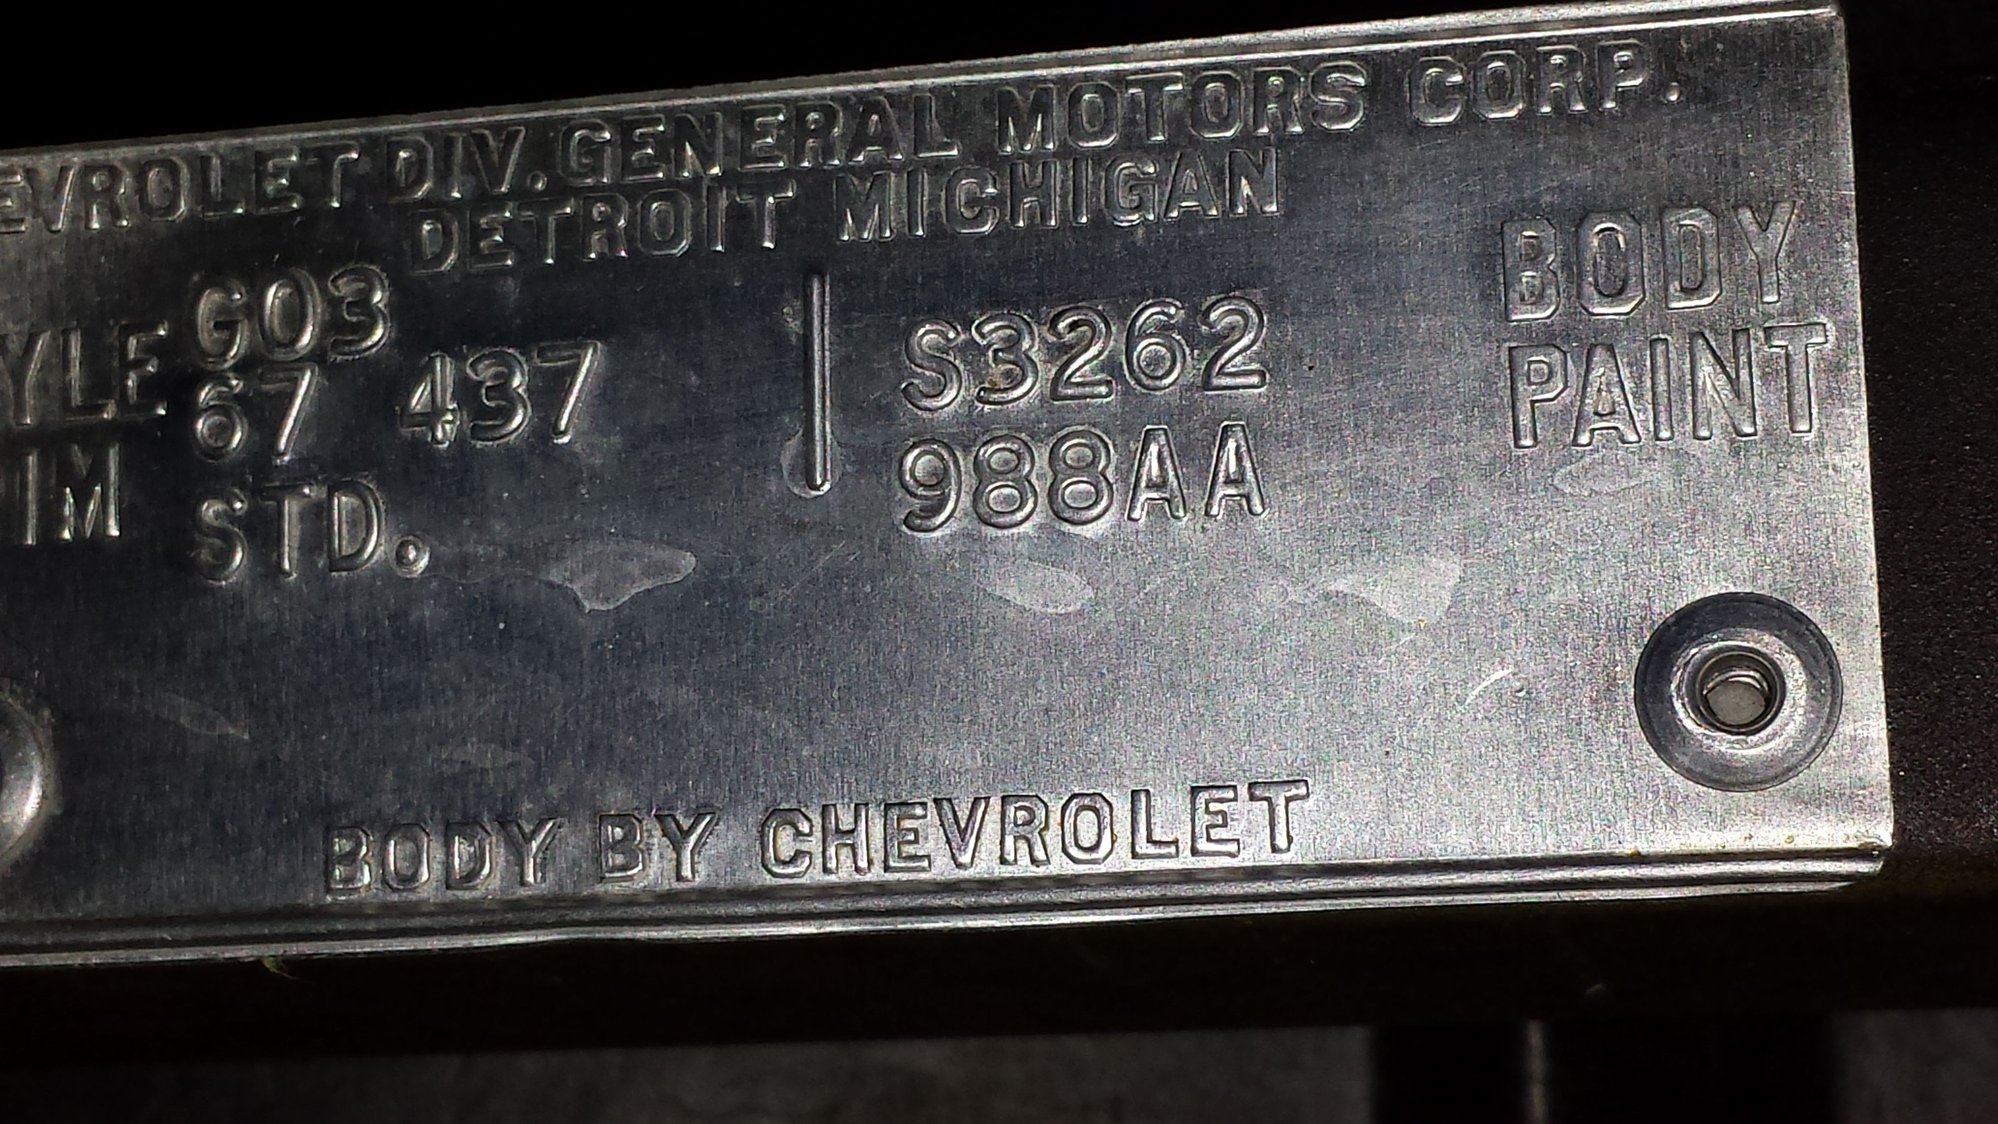 EVROLET DIV. GENERAL MOTORS CORP.
DETROIT MICHIGAN
G03
YLE 67 437 S3262 BODY
IM STD. 988AA PAINT
BODY BY CHEVROLET